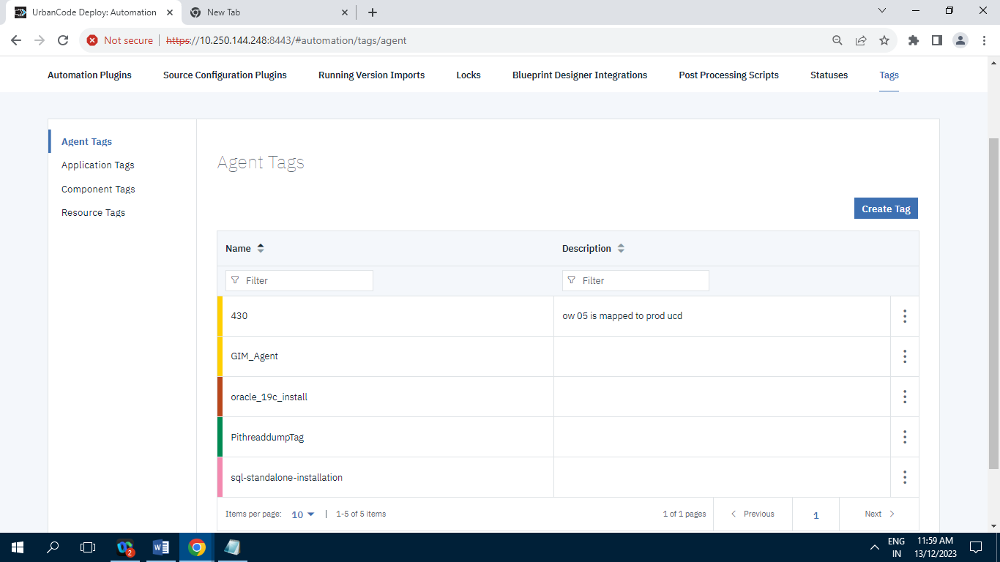 UrbanCode Deploy: Automation
New Tab
Not secure
https://10.250.144.248:8443/#automation/tags/agent
Automation Plugins
Source Configuration Plugins
Running Version Imports
Locks
Blueprint Designer Integrations
Post Processing Scripts
Statuses
Tags
Agent Tags
Application Tags
Component Tags
Resource Tags
Agent Tags
Create Tag
Name
Description
Filter
Filter
430
ow 05 is mapped to prod ucd
GIM_Agent
oracle_19c_install
PithreaddumpTag
sql-standalone-installation
Items per page: 10
1-5 of 5 items
1 of 1 pages
Previous
1
Next
2
W
ENG
IN
11:59 AM
13/12/2023